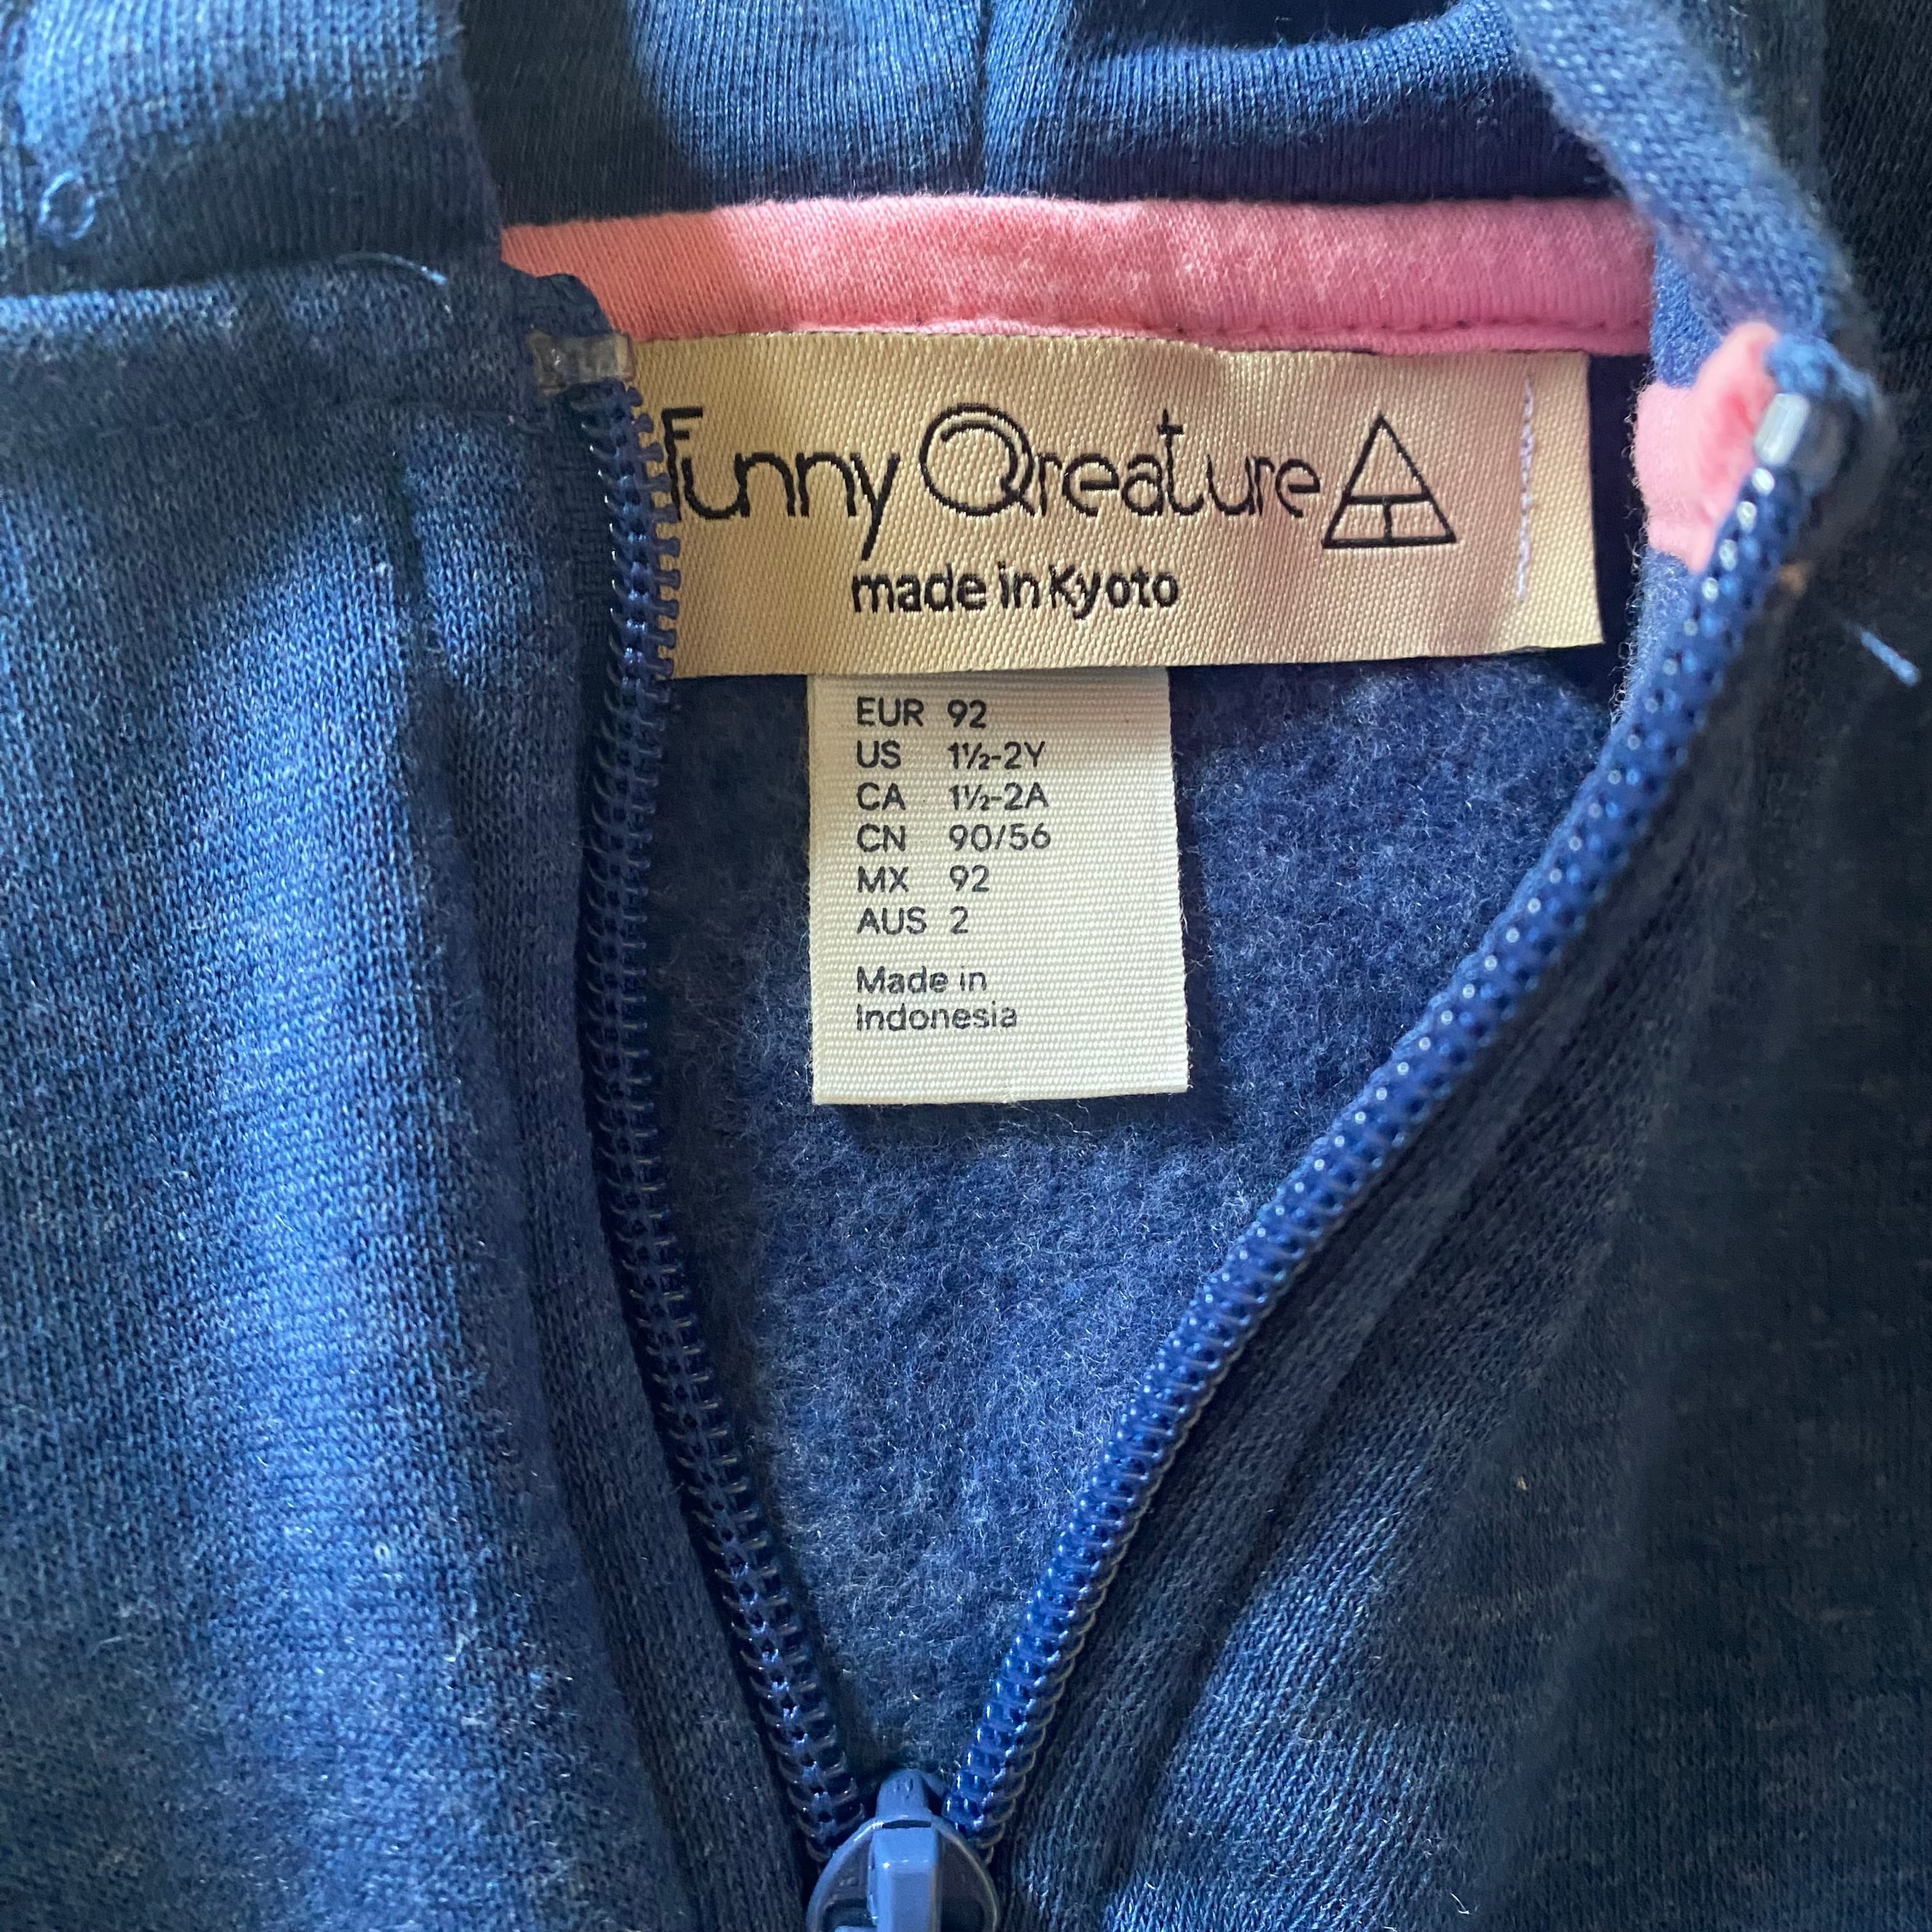 Funny Qreature
made in Kyoto
EUR 92
US 1½-2Y
CA 1½-2A
CN 90/56
MX 92
AUS 2
Made in
Indonesia